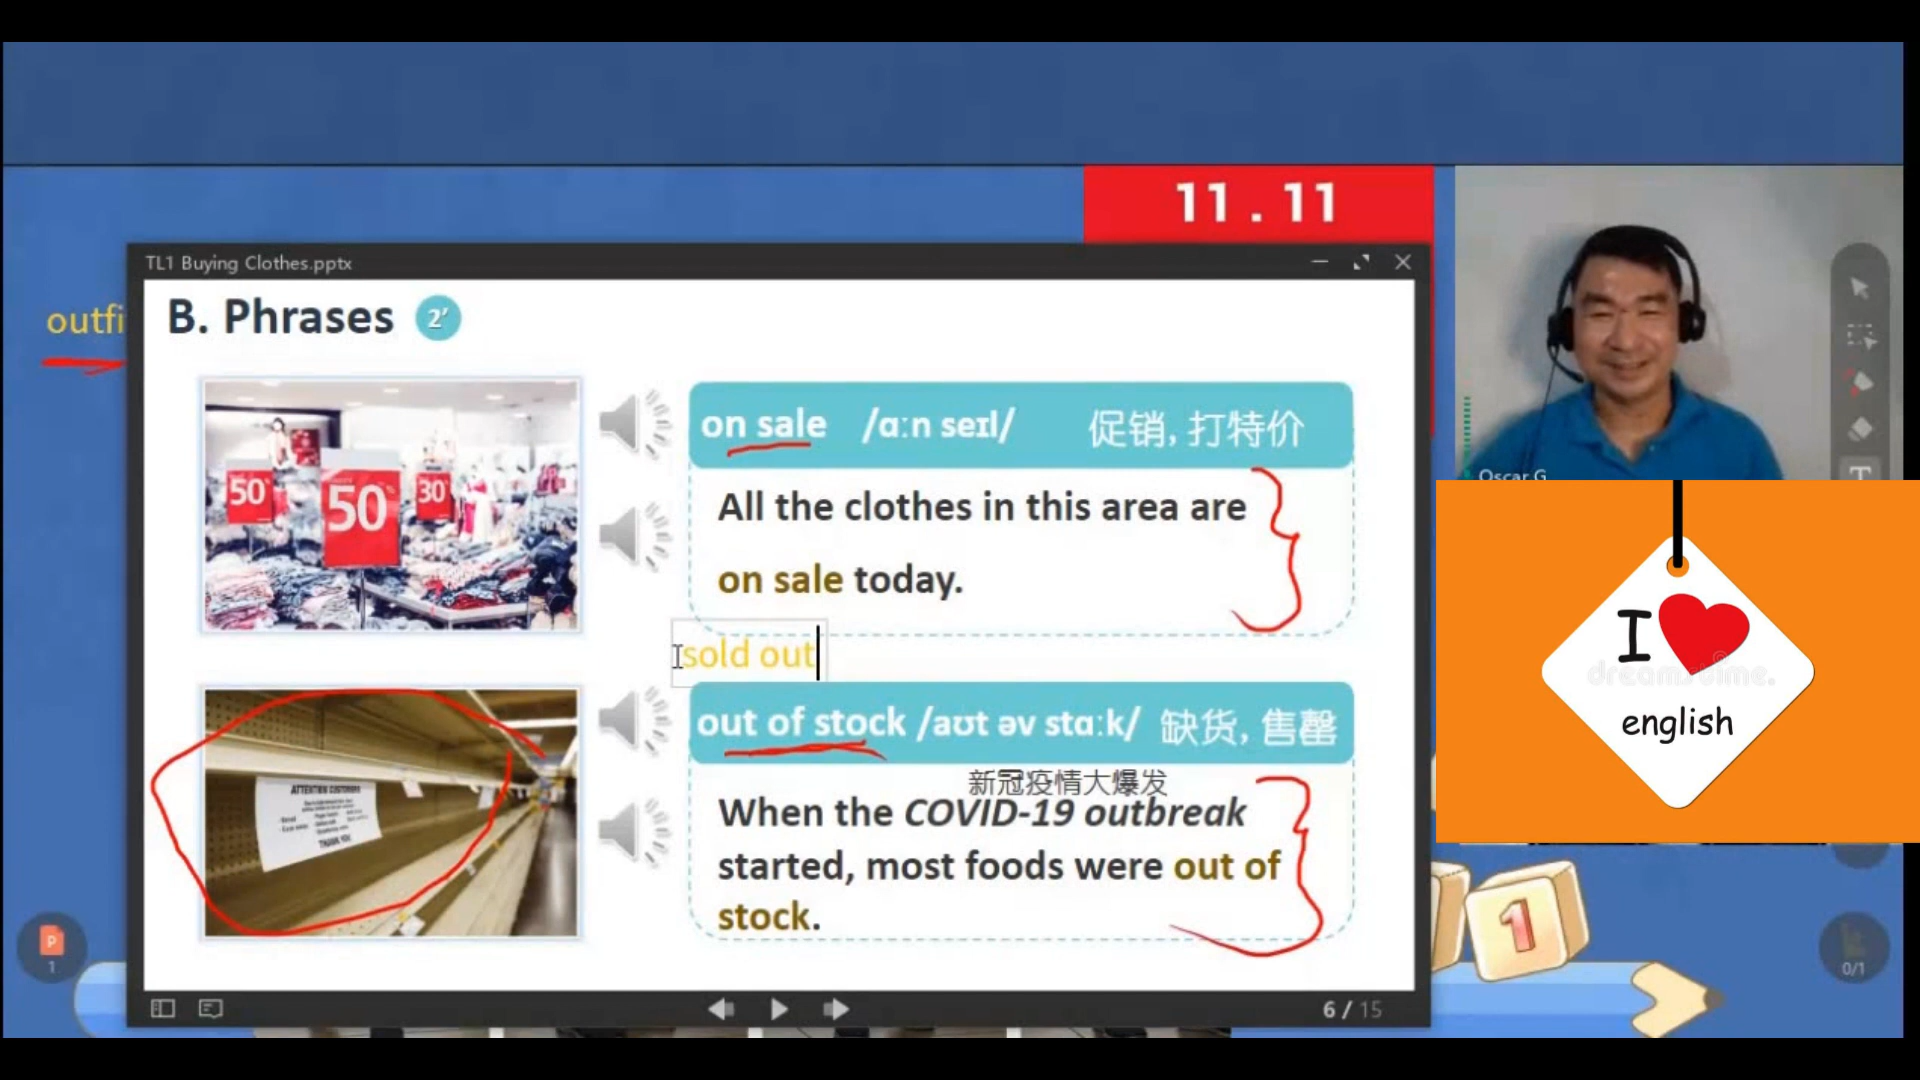 11.11
TL1 Buying Clothes.pptx
outfi
B. Phrases 2′
50
50
30
on sale /ɑːn seɪl/ 促销, 打特价
All the clothes in this area are
on sale today.
sold out
out of stock /aʊt əv stɑːk/ 缺货, 售罄
新冠疫情大爆发
When the COVID-19 outbreak
started, most foods were out of
stock.
ATTENTION CUSTOMERS
THANK YOU
6 / 15
Oscar G
T
I
dreamstime.
english
P
1
1
0/1